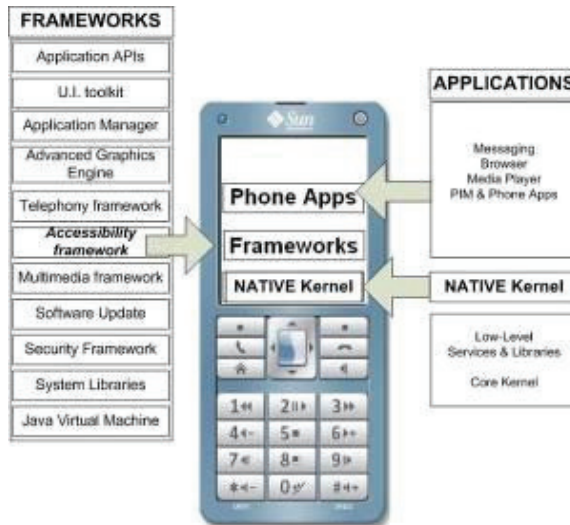 FRAMEWORKS
Application APIs
U.I. toolkit
Application Manager
Advanced Graphics
Engine
Telephony framework
Accessibility
framework
Multimedia framework
Software Update
Security Framework
System Libraries
Java Virtual Machine
Sun
Phone Apps
Frameworks
NATIVE Kernel
1
2
3
4
5
6
7
8
9
*
0
#
APPLICATIONS
Messaging
Browser
Media Player
PIM & Phone Apps
NATIVE Kernel
Low-Level
Services & Libraries
Core Kernel